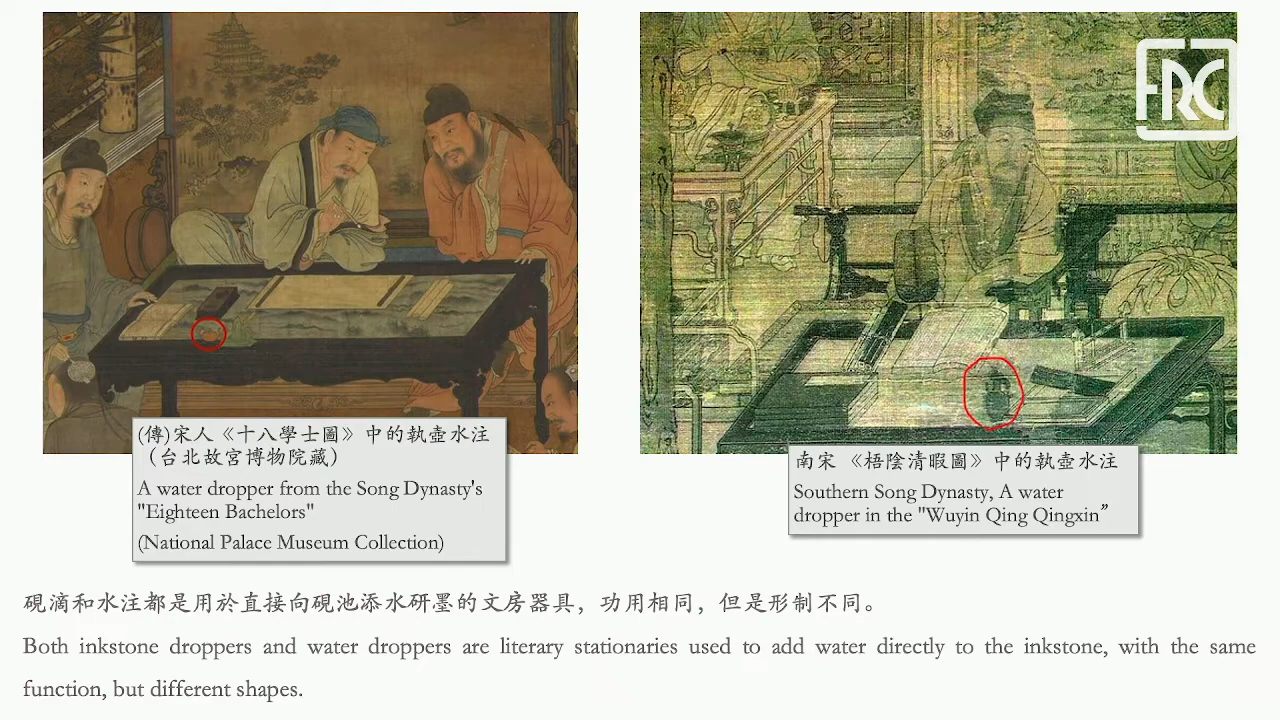 FRC
(傳)宋人《十八學士圖》中的執壺水注
（台北故宮博物院藏）
A water dropper from the Song Dynasty's
"Eighteen Bachelors"
(National Palace Museum Collection)
南宋 《梧陰清暇圖》中的執壺水注
Southern Song Dynasty, A water
dropper in the "Wuyin Qing Qingxin”
硯滴和水注都是用於直接向硯池添水研墨的文房器具，功用相同，但是形制不同。
Both inkstone droppers and water droppers are literary stationaries used to add water directly to the inkstone, with the same
function, but different shapes.